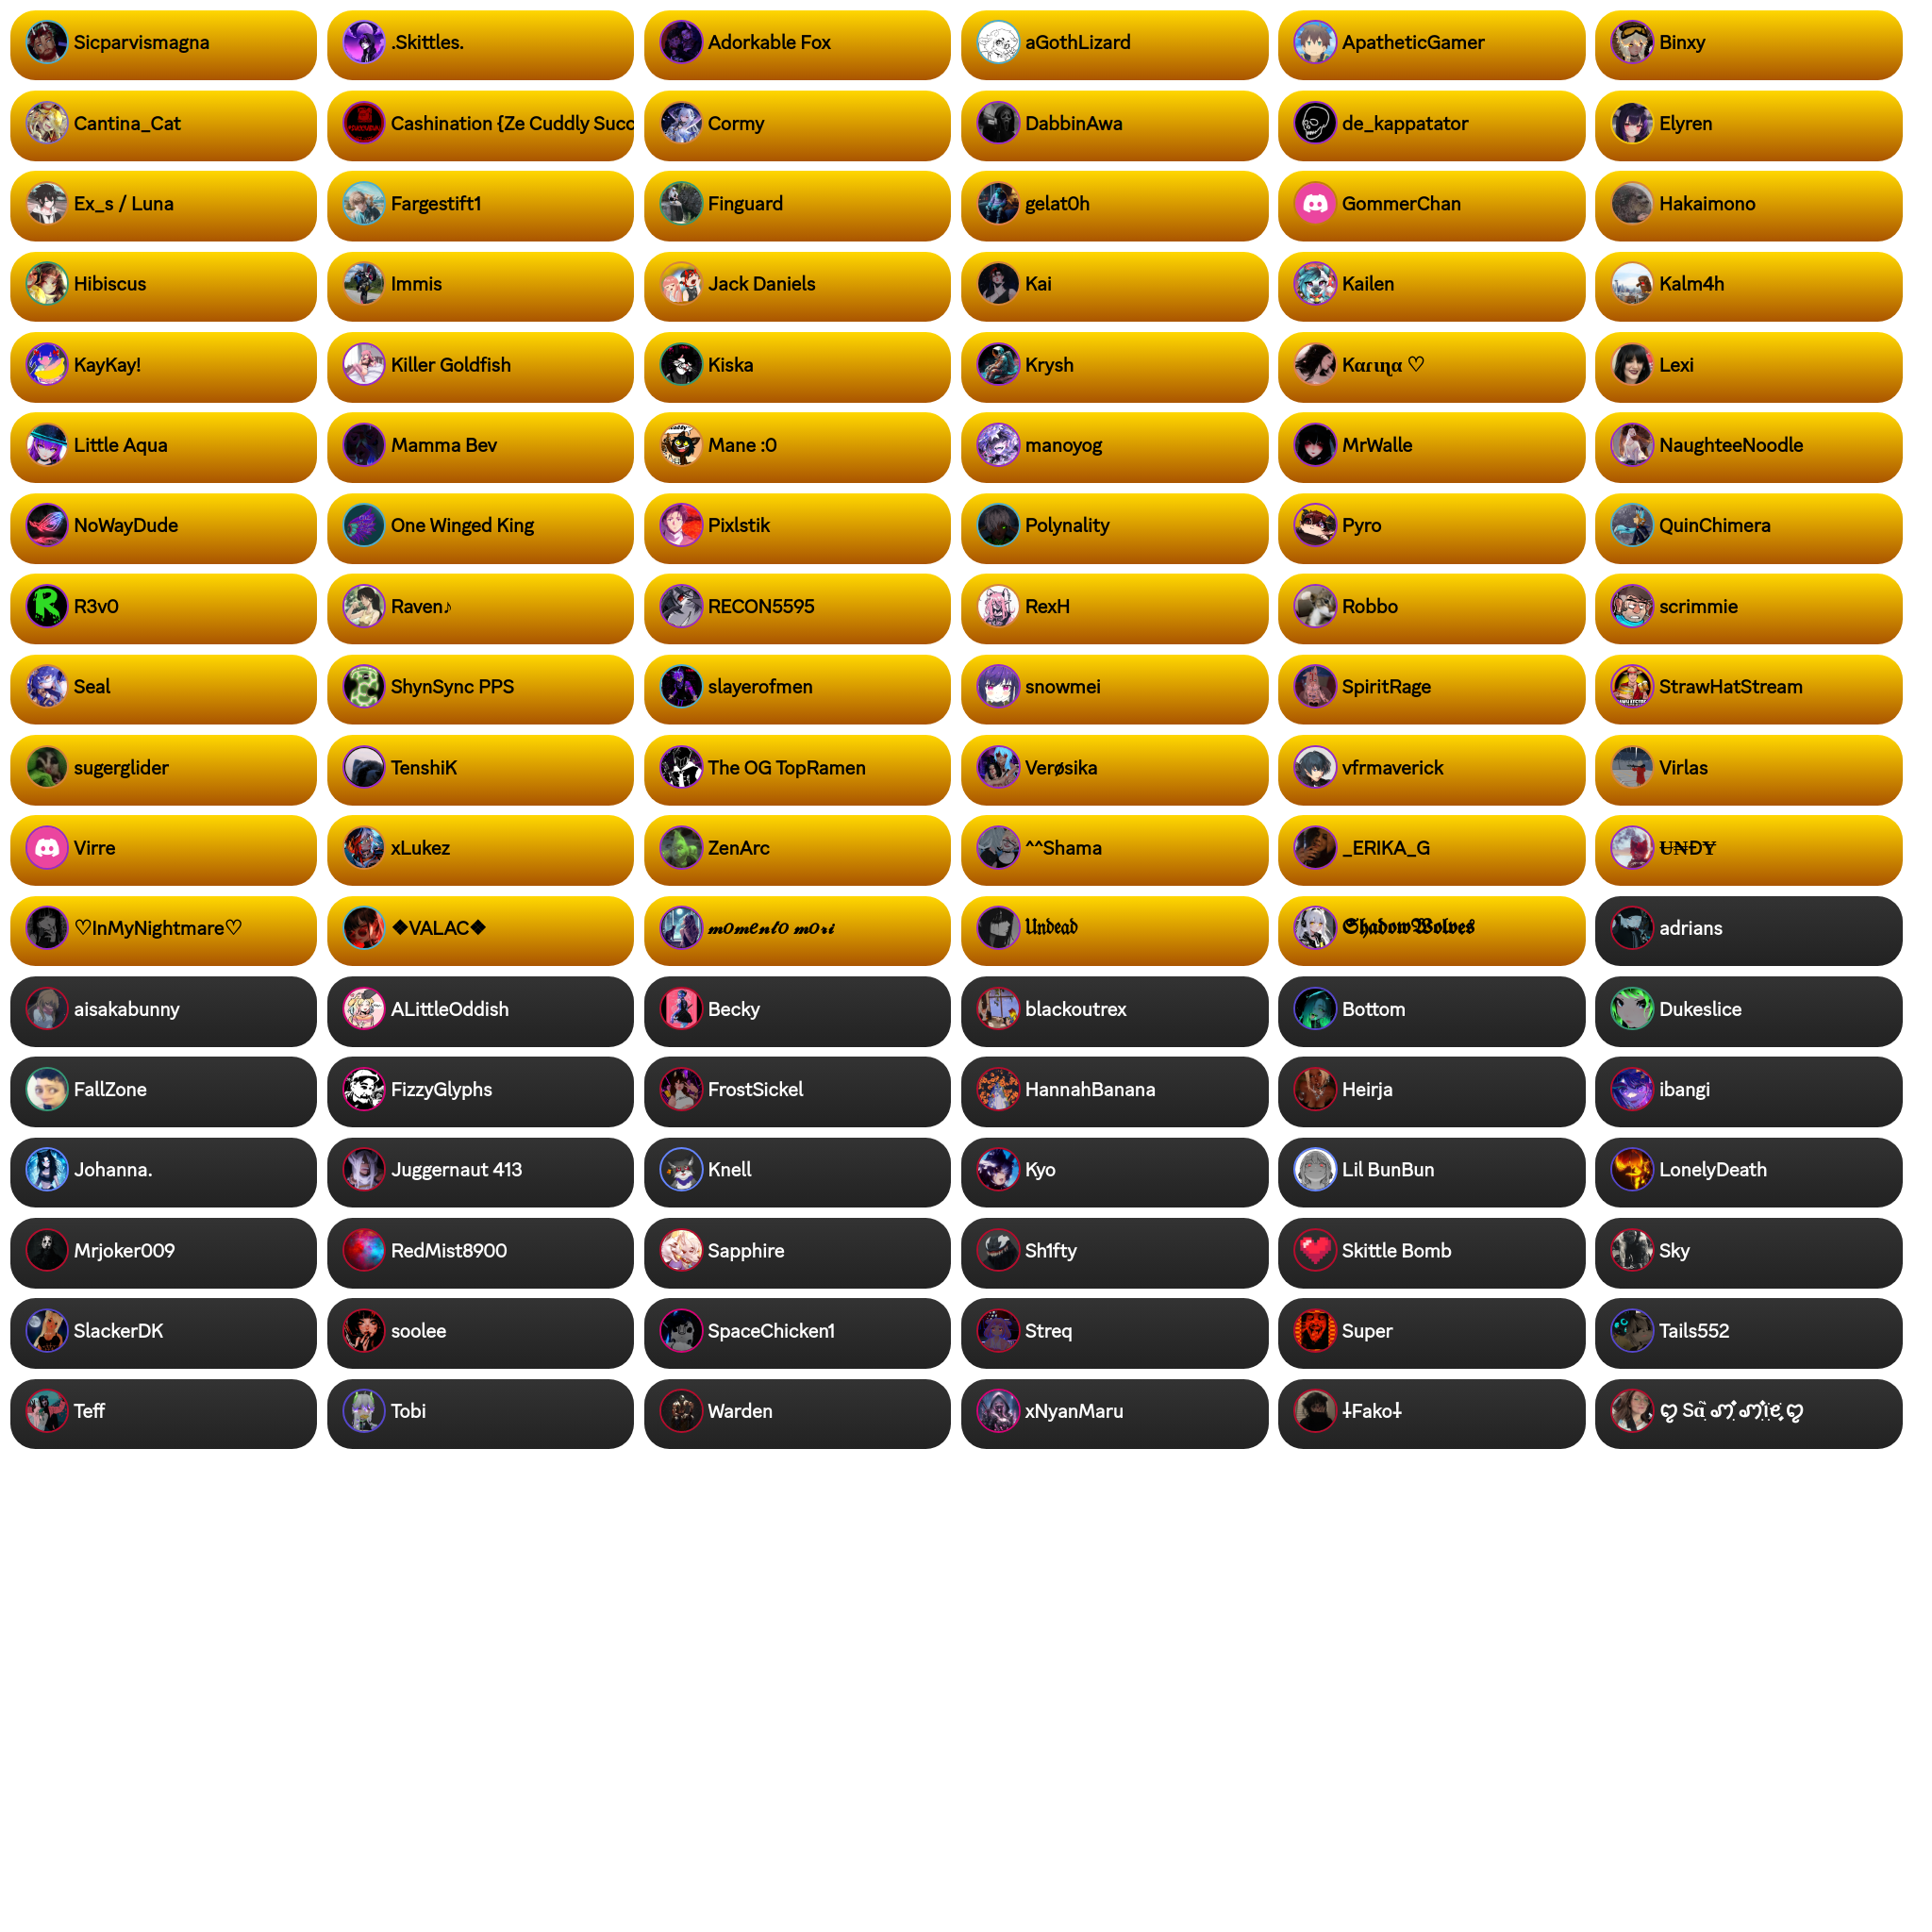 Sicparvismagna
.Skittles.
Adorkable Fox
aGothLizard
ApatheticGamer
Binxy
Cantina_Cat
Cashination {Ze Cuddly Succ
Cormy
DabbinAwa
de_kappatator
Elyren
Ex_s / Luna
Fargestift1
Finguard
gelat0h
GommerChan
Hakaimono
Hibiscus
Immis
Jack Daniels
Kai
Kailen
Kalm4h
KayKay!
Killer Goldfish
Kiska
Krysh
Kαɾιɳα ♡
Lexi
Little Aqua
Mamma Bev
Mane :0
manoyog
MrWalle
NaughteeNoodle
NoWayDude
One Winged King
Pixlstik
Polynality
Pyro
QuinChimera
R3v0
Raven♪
RECON5595
RexH
Robbo
scrimmie
Seal
ShynSync PPS
slayerofmen
snowmei
SpiritRage
StrawHatStream
sugerglider
TenshiK
The OG TopRamen
Verøsika
vfrmaverick
Virlas
Virre
xLukez
ZenArc
^^Shama
_ERIKA_G
Ʉ₦ĐɎ
♡InMyNightmare♡
❖VALAC❖
𝓶𝓸𝓶𝓮𝓷𝓽𝓸 𝓶𝓸𝓻𝓲
𝔘𝔫𝔡𝔢𝔞𝔡
𝕾𝖍𝖆𝖉𝖔𝖜𝖂𝖔𝖑𝖛𝖊𝖘
adrians
aisakabunny
ALittleOddish
Becky
blackoutrex
Bottom
Dukeslice
FallZone
FizzyGlyphs
FrostSickel
HannahBanana
Heirja
ibangi
Johanna.
Juggernaut 413
Knell
Kyo
Lil BunBun
LonelyDeath
Mrjoker009
RedMist8900
Sapphire
Sh1fty
Skittle Bomb
Sky
SlackerDK
soolee
SpaceChicken1
Streq
Super
Tails552
Teff
Tobi
Warden
xNyanMaru
⸸Fako⸸